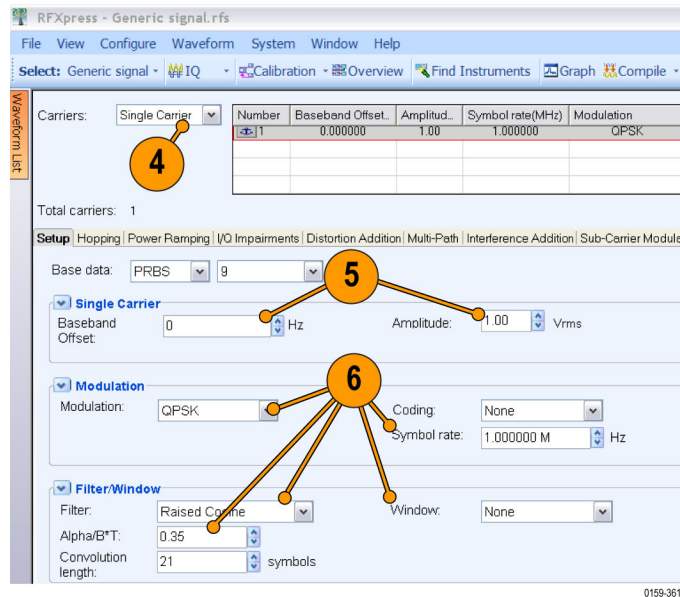 RFXpress - Generic signal.rfs
File View Configure Waveform System Window Help
Select: Generic signal IQ Calibration Overview Find Instruments Graph Compile
Waveform List
Carriers: Single Carrier
Number Baseband Offset.. Amplitud... Symbol rate(MHz) Modulation
1 0.000000 1.00 1.000000 QPSK
4
Total carriers: 1
Setup Hopping Power Ramping I/Q Impairments Distortion Addition Multi-Path Interference Addition Sub-Carrier Module
Base data: PRBS 9
5
Single Carrier
Baseband Offset: 0 Hz Amplitude: 1.00 Vrms
6
Modulation
Modulation: QPSK Coding: None
Symbol rate: 1.000000 M Hz
Filter/Window
Filter: Raised Cosine Window: None
Alpha/B*T: 0.35
Convolution length: 21 symbols
0159-361